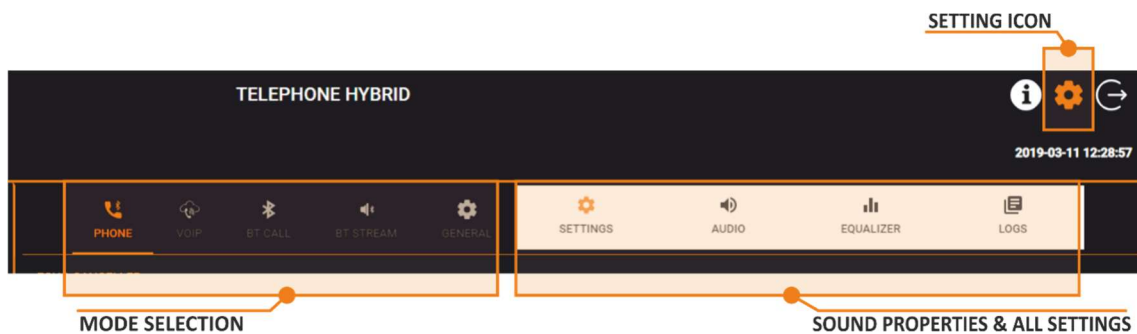 SETTING ICON
TELEPHONE HYBRID
2019-03-11 12:28:57
PHONE VOIP BT CALL BT STREAM GENERAL SETTINGS AUDIO EQUALIZER LOGS
MODE SELECTION SOUND PROPERTIES & ALL SETTINGS